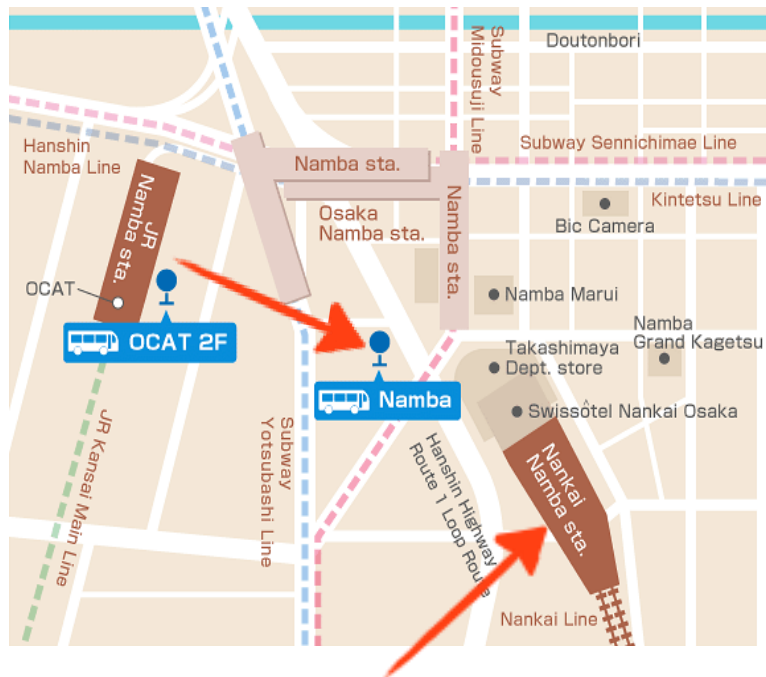 Doutonbori
Subway
Midousuji Line
Hanshin
Namba Line
Subway Sennichimae Line
Namba sta.
Kintetsu Line
JR
Namba sta.
Osaka
Namba sta.
Namba sta.
Bic Camera
OCAT
Namba Marui
OCAT 2F
Namba
Grand Kagetsu
Takashimaya
Dept. store
Namba
Swissôtel Nankai Osaka
Subway
Yotsubashi Line
JR Kansai Main Line
Hanshin Highway
Route 1 Loop Route
Nankai
Namba sta.
Nankai Line